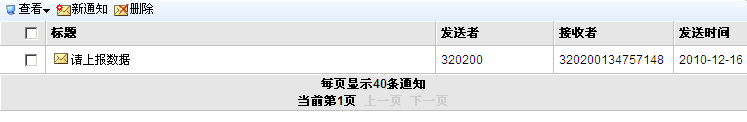 查看 新通知 删除
标题 发送者 接收者 发送时间
请上报数据 320200 320200134757148 2010-12-16
每页显示40条通知
当前第1页 上一页 下一页